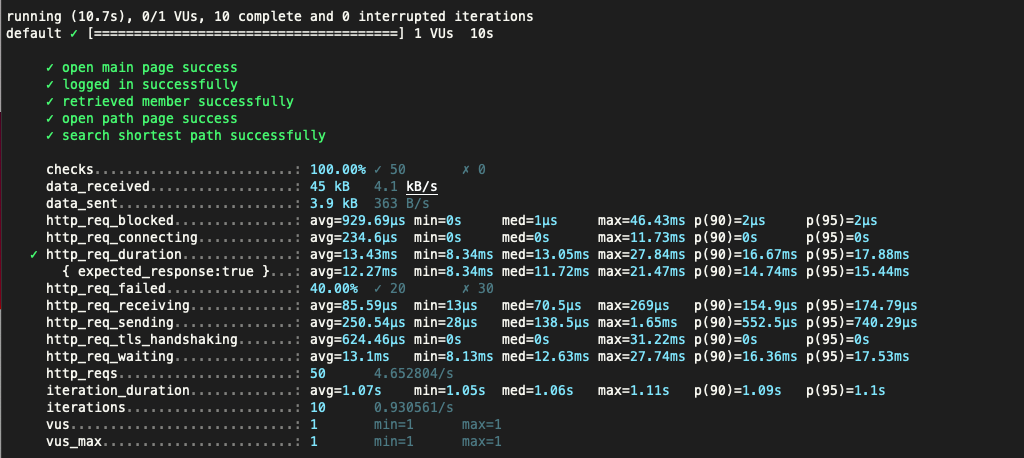 running (10.7s), 0/1 VUs, 10 complete and 0 interrupted iterations
default ✓ [======================================] 1 VUs  10s
✓ open main page success
✓ logged in successfully
✓ retrieved member successfully
✓ open path page success
✓ search shortest path successfully
checks.........................: 100.00% ✓ 50 ✗ 0
data_received..................: 45 kB 4.1 kB/s
data_sent......................: 3.9 kB 363 B/s
http_req_blocked...............: avg=929.69µs min=0s med=1µs max=46.43ms p(90)=2µs p(95)=2µs
http_req_connecting............: avg=234.6µs min=0s med=0s max=11.73ms p(90)=0s p(95)=0s
✓ http_req_duration..............: avg=13.43ms min=8.34ms med=13.05ms max=27.84ms p(90)=16.67ms p(95)=17.88ms
{ expected_response:true }...: avg=12.27ms min=8.34ms med=11.72ms max=21.47ms p(90)=14.74ms p(95)=15.44ms
http_req_failed................: 40.00% ✓ 20 ✗ 30
http_req_receiving.............: avg=85.59µs min=13µs med=70.5µs max=269µs p(90)=154.9µs p(95)=174.79µs
http_req_sending...............: avg=250.54µs min=28µs med=138.5µs max=1.65ms p(90)=552.5µs p(95)=740.29µs
http_req_tls_handshaking.......: avg=624.46µs min=0s med=0s max=31.22ms p(90)=0s p(95)=0s
http_req_waiting...............: avg=13.1ms min=8.13ms med=12.63ms max=27.74ms p(90)=16.36ms p(95)=17.53ms
http_reqs......................: 50 4.652804/s
iteration_duration.............: avg=1.07s min=1.05s med=1.06s max=1.11s p(90)=1.09s p(95)=1.1s
iterations.....................: 10 0.930561/s
vus............................: 1 min=1 max=1
vus_max........................: 1 min=1 max=1